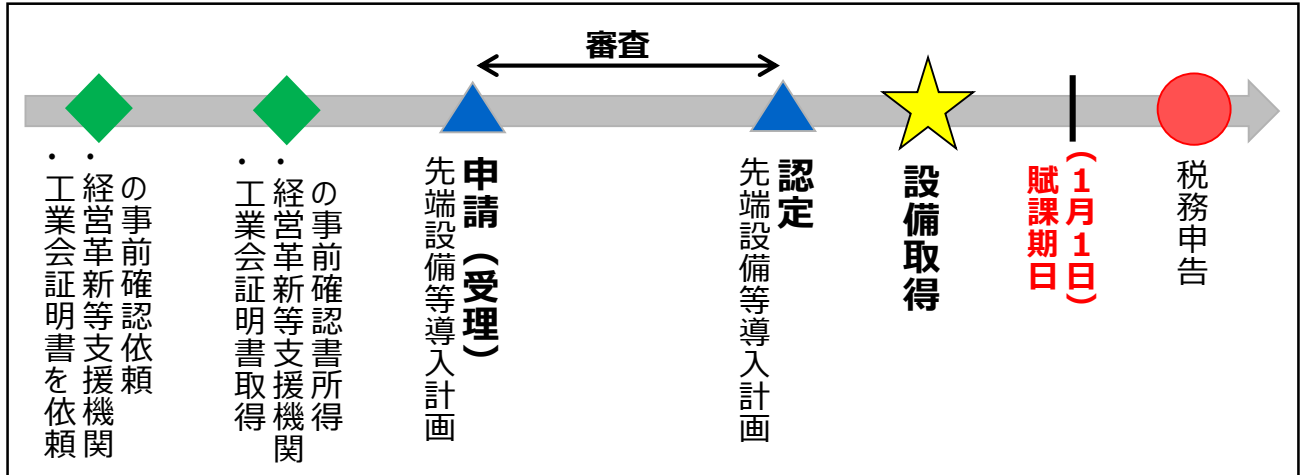 審査
・工業会証明書を依頼
・経営革新等支援機関
の事前確認依頼
・工業会証明書取得
・経営革新等支援機関
の事前確認書所得
先端設備等導入計画
申請（受理）
先端設備等導入計画
認定
設備取得
賦課期日
（1月1日）
税務申告